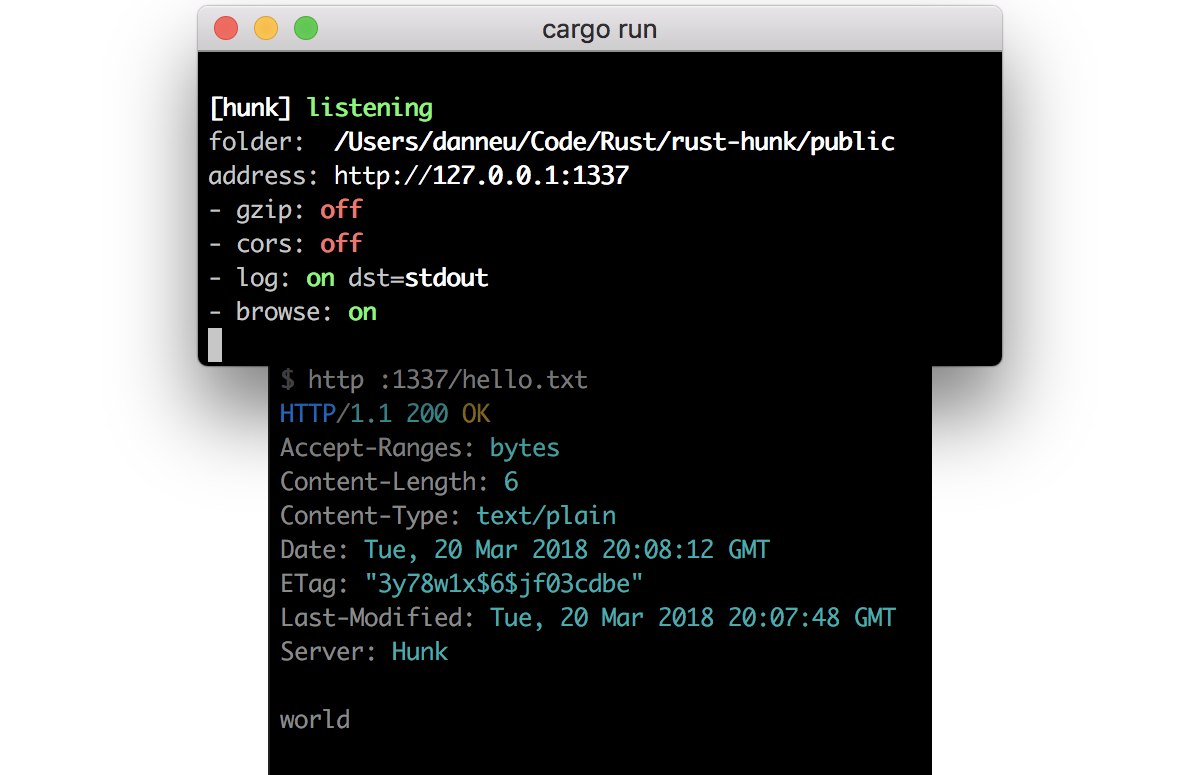 cargo run
[hunk] listening
folder:  /Users/danneu/Code/Rust/rust-hunk/public
address: http://127.0.0.1:1337
- gzip: off
- cors: off
- log: on dst=stdout
- browse: on
$ http :1337/hello.txt
HTTP/1.1 200 OK
Accept-Ranges: bytes
Content-Length: 6
Content-Type: text/plain
Date: Tue, 20 Mar 2018 20:08:12 GMT
ETag: "3y78w1x$6$jf03cdbe"
Last-Modified: Tue, 20 Mar 2018 20:07:48 GMT
Server: Hunk
world